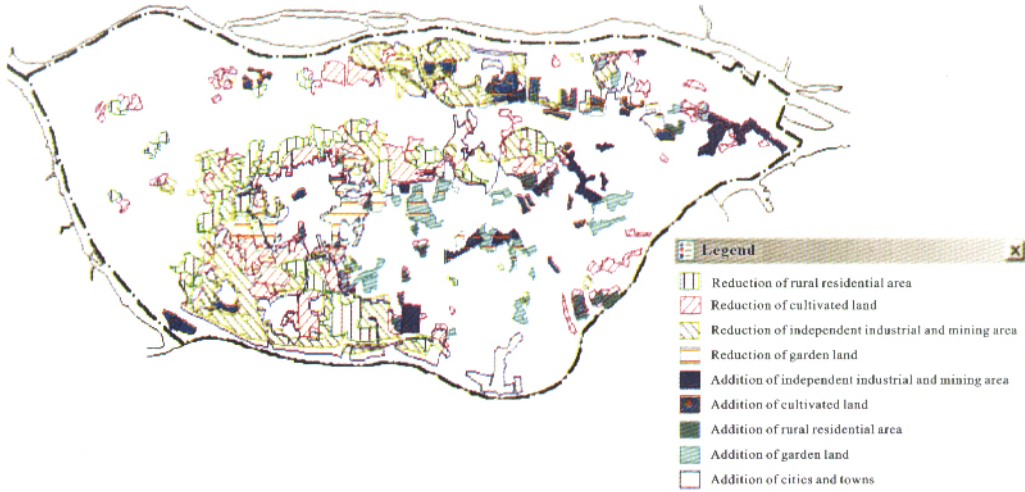 Legend
Reduction of rural residential area
Reduction of cultivated land
Reduction of independent industrial and mining area
Reduction of garden land
Addition of independent industrial and mining area
Addition of cultivated land
Addition of rural residential area
Addition of garden land
Addition of cities and towns